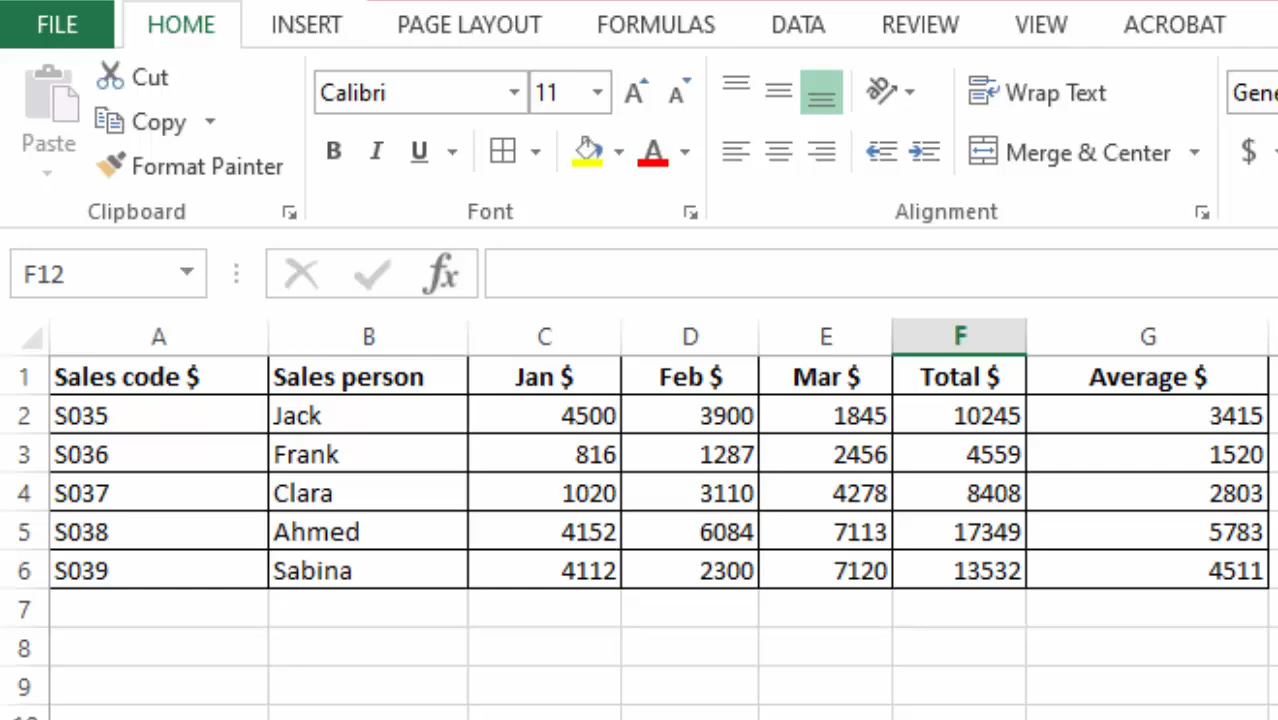 FILE HOME INSERT PAGE LAYOUT FORMULAS DATA REVIEW VIEW ACROBAT
Cut
Copy
Paste
Format Painter
Calibri 11 A A Wrap Text Gene
B I U A Merge & Center $
Clipboard Font Alignment
F12 fx
A B C D E F G
1 Sales code $ Sales person Jan $ Feb $ Mar $ Total $ Average $
2 S035 Jack 4500 3900 1845 10245 3415
3 S036 Frank 816 1287 2456 4559 1520
4 S037 Clara 1020 3110 4278 8408 2803
5 S038 Ahmed 4152 6084 7113 17349 5783
6 S039 Sabina 4112 2300 7120 13532 4511
7
8
9